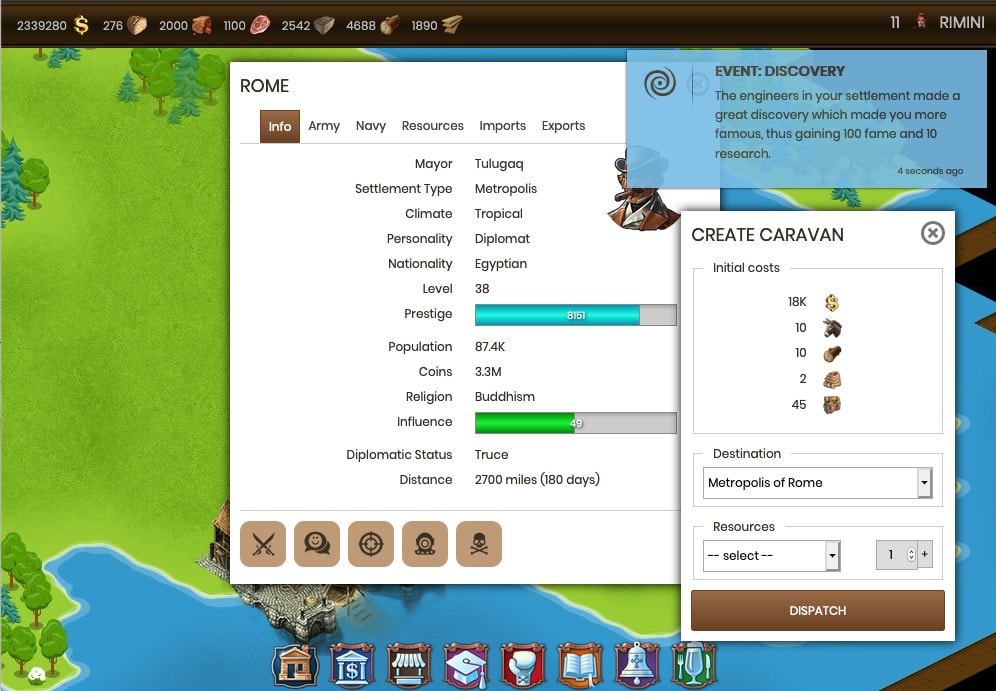 2339280 276 2000 1100 2542 4688 1890 11 RIMINI
ROME
Info Army Navy Resources Imports Exports
Mayor Tulugaq
Settlement Type Metropolis
Climate Tropical
Personality Diplomat
Nationality Egyptian
Level 38
Prestige 8151
Population 87.4K
Coins 3.3M
Religion Buddhism
Influence 49
Diplomatic Status Truce
Distance 2700 miles (180 days)
EVENT: DISCOVERY
The engineers in your settlement made a
great discovery which made you more
famous, thus gaining 100 fame and 10
research.
4 seconds ago
CREATE CARAVAN
Initial costs
18K
10
10
2
45
Destination
Metropolis of Rome
Resources
-- select -- 1 +
DISPATCH